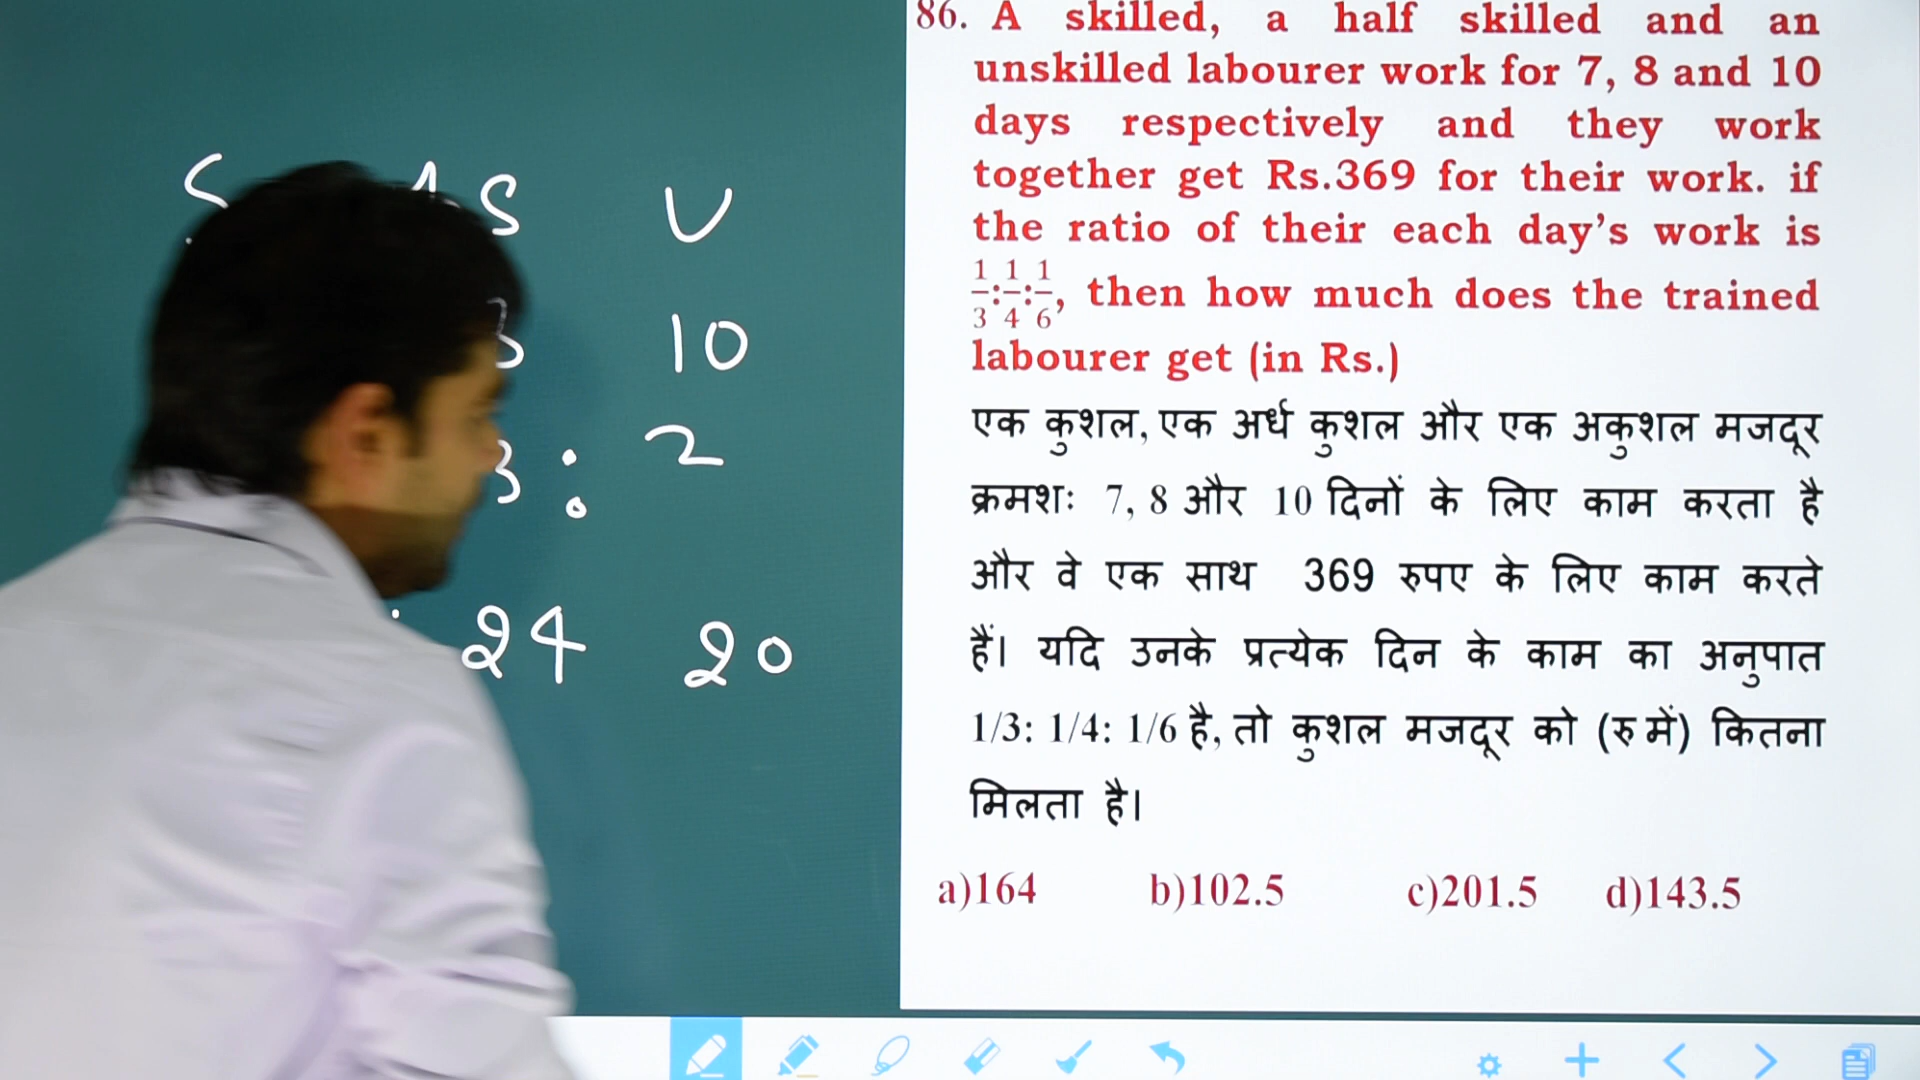 S S U
10
3 : 2
24 20
86. A skilled, a half skilled and an
unskilled labourer work for 7, 8 and 10
days respectively and they work
together get Rs.369 for their work. if
the ratio of their each day's work is
1/3:1/4:1/6, then how much does the trained
labourer get (in Rs.)
एक कुशल, एक अर्ध कुशल और एक अकुशल मजदूर
क्रमशः 7, 8 और 10 दिनों के लिए काम करता है
और वे एक साथ 369 रुपए के लिए काम करते
हैं। यदि उनके प्रत्येक दिन के काम का अनुपात
1/3: 1/4: 1/6 है, तो कुशल मजदूर को (रु में) कितना
मिलता है।
a)164 b)102.5 c)201.5 d)143.5